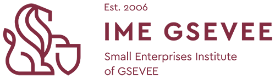 Est. 2006
IME GSEVEE
Small Enterprises Institute
of GSEVEE